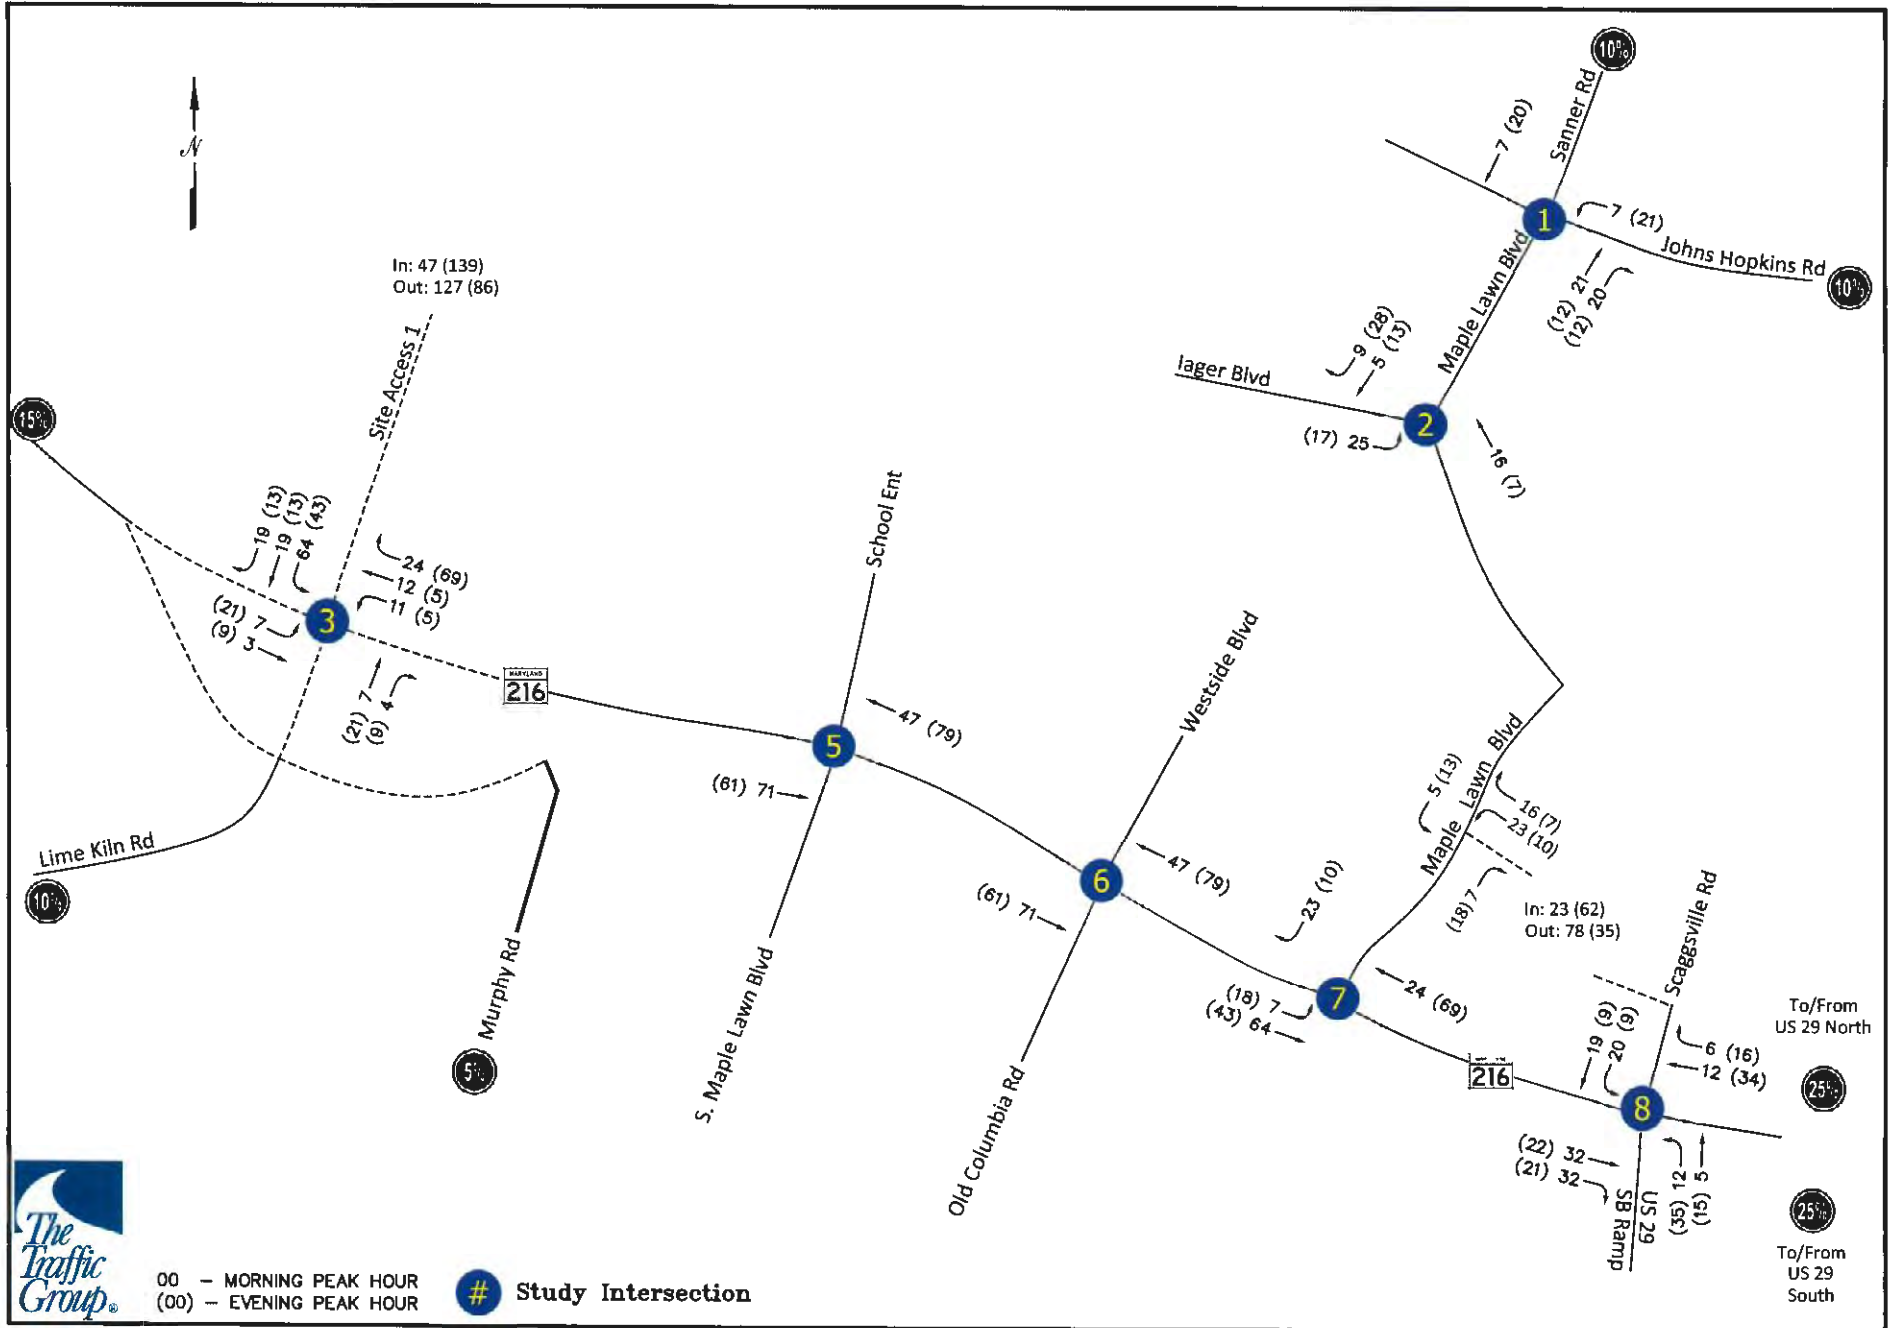 10%
Sanner Rd
7 (20)
N
1
7 (21)
Johns Hopkins Rd
10%
Maple Lawn Blvd
(12) 21
(12) 20
In: 47 (139)
Out: 127 (86)
Site Access 1
9 (28)
5 (13)
Iager Blvd
2
(17) 25
16 (7)
15%
School Ent
19 (13)
19 (13)
64 (43)
24 (69)
12 (5)
11 (5)
3
(21) 7
(9) 3
(21) 7
(9) 4
MARYLAND
216
47 (79)
5
(61) 71
Westside Blvd
Maple Lawn Blvd
5 (13)
16 (7)
23 (10)
(18) 7
In: 23 (62)
Out: 78 (35)
Lime Kiln Rd
10%
47 (79)
6
(61) 71
23 (10)
Murphy Rd
5%
S. Maple Lawn Blvd
Old Columbia Rd
7
24 (69)
(18) 7
(43) 64
216
Scaggsville Rd
To/From
US 29 North
25%
19 (9)
20 (9)
6 (16)
12 (34)
8
(22) 32
(21) 32
US 29
SB Ramp
(35) 12
(15) 5
25%
To/From
US 29
South
The
Traffic
Group®
00 – MORNING PEAK HOUR
(00) – EVENING PEAK HOUR
# Study Intersection